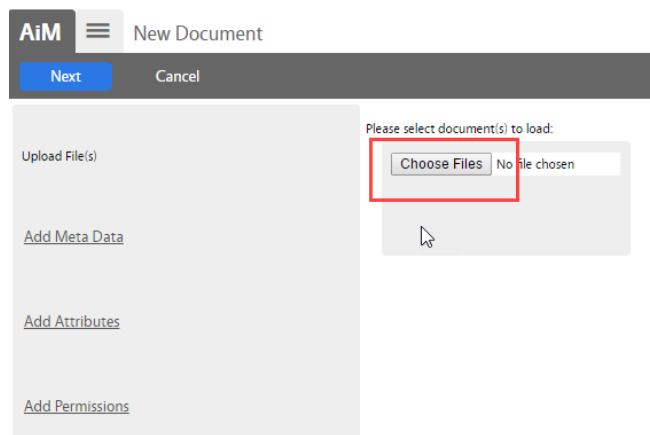 AiM New Document
Next Cancel
Please select document(s) to load:
Upload File(s)
Choose Files No file chosen
Add Meta Data
Add Attributes
Add Permissions